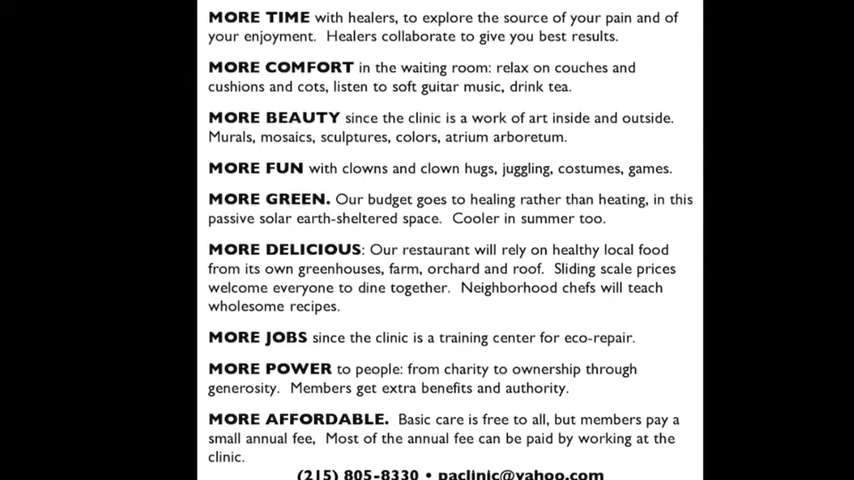 MORE TIME with healers, to explore the source of your pain and of
your enjoyment. Healers collaborate to give you best results.
MORE COMFORT in the waiting room: relax on couches and
cushions and cots, listen to soft guitar music, drink tea.
MORE BEAUTY since the clinic is a work of art inside and outside.
Murals, mosaics, sculptures, colors, atrium arboretum.
MORE FUN with clowns and clown hugs, juggling, costumes, games.
MORE GREEN. Our budget goes to healing rather than heating, in this
passive solar earth-sheltered space. Cooler in summer too.
MORE DELICIOUS: Our restaurant will rely on healthy local food
from its own greenhouses, farm, orchard and roof. Sliding scale prices
welcome everyone to dine together. Neighborhood chefs will teach
wholesome recipes.
MORE JOBS since the clinic is a training center for eco-repair.
MORE POWER to people: from charity to ownership through
generosity. Members get extra benefits and authority.
MORE AFFORDABLE. Basic care is free to all, but members pay a
small annual fee, Most of the annual fee can be paid by working at the
clinic.
(215) 805-8330 • paclinic@yahoo.com